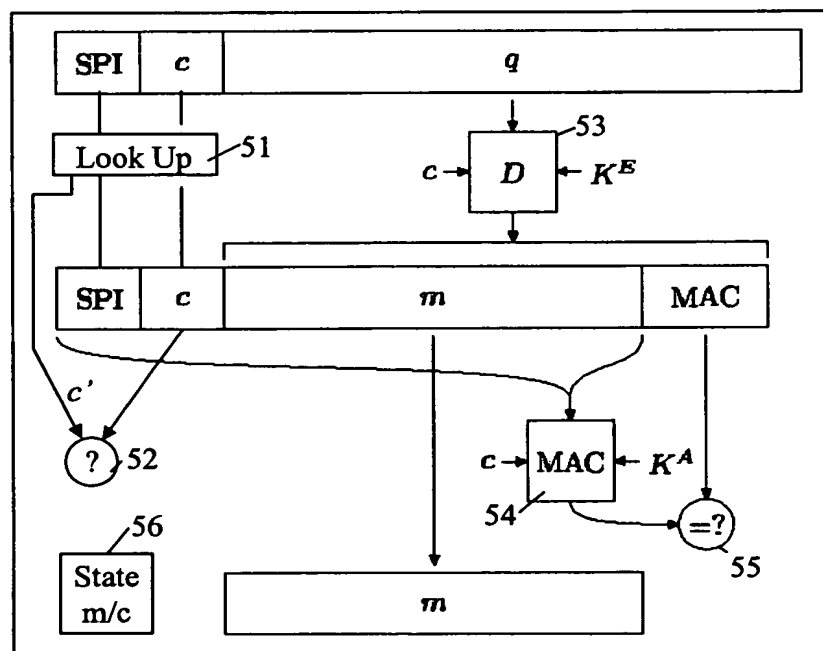 SPI c q
Look Up 51
53
c D K^E
SPI c m MAC
c'
? 52
c MAC K^A
54
=?
55
56
State
m/c
m